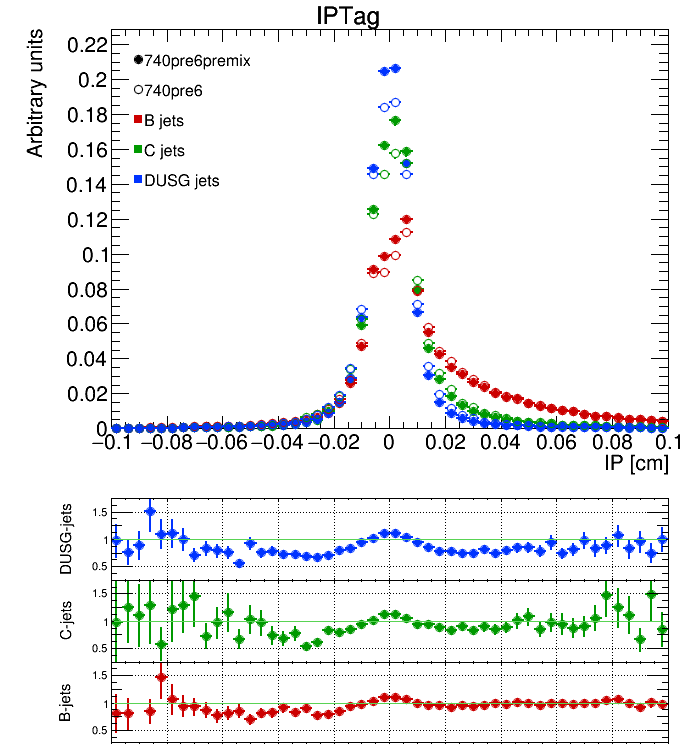 IPTag
Arbitrary units
0.22
0.2
0.18
0.16
0.14
0.12
0.1
0.08
0.06
0.04
0.02
0
740pre6premix
740pre6
B jets
C jets
DUSG jets
−0.1 −0.08 −0.06 −0.04 −0.02 0 0.02 0.04 0.06 0.08 0.1
IP [cm]
DUSG-jets
1.5
1
0.5
C-jets
1.5
1
0.5
B-jets
1.5
1
0.5